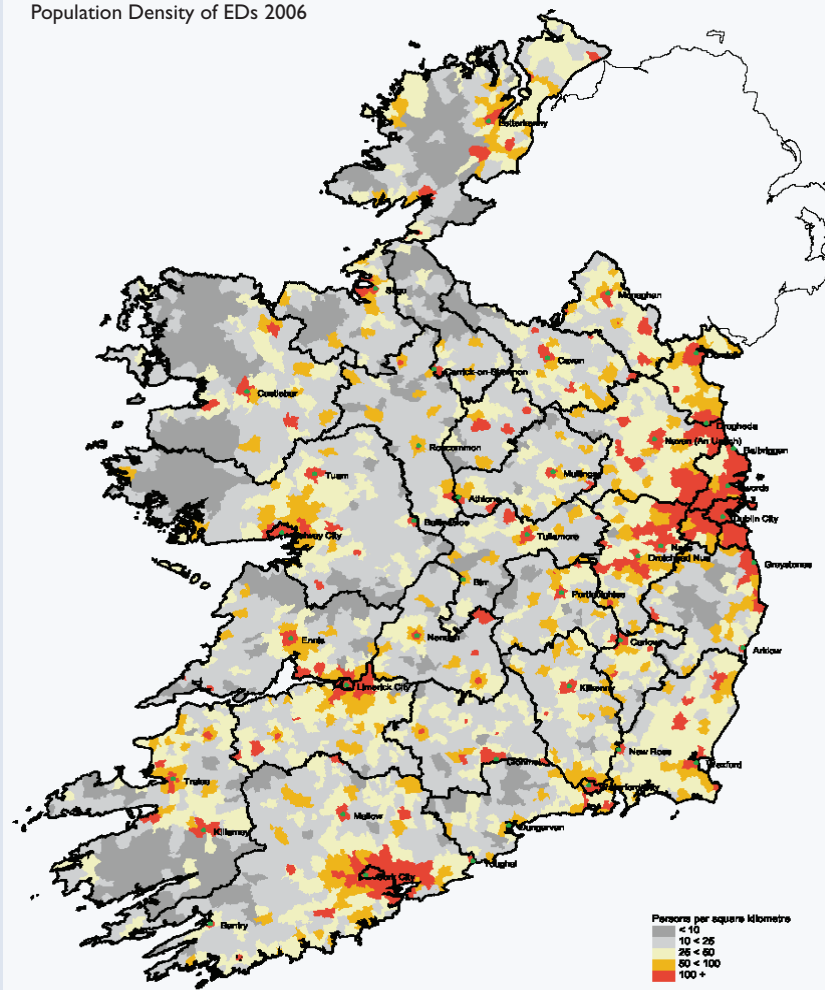 Population Density of EDs 2006
Letterkenny
Monaghan
Sligo
Cavan
Carrick-on-Shannon
Castlebar
Drogheda
Navan (An Uaimh)
Balbriggan
Roscommon
Tuam
Mullingar
Swords
Athlone
Dublin City
Ballinasloe
Galway City
Tullamore
Naas
Droichead Nua
Greystones
Birr
Portlaoighise
Ennis
Nenagh
Carlow
Arklow
Limerick City
Kilkenny
New Ross
Clonmel
Wexford
Tralee
Waterford City
Mallow
Killarney
Dungarvan
Youghal
Cork City
Bantry
Persons per square kilometre
< 10
10 < 25
25 < 50
50 < 100
100 +